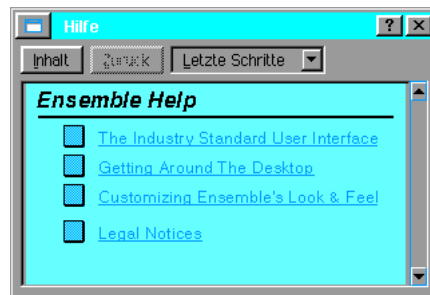 Hilfe ?
Inhalt Zurück Letzte Schritte
Ensemble Help
The Industry Standard User Interface
Getting Around The Desktop
Customizing Ensemble's Look & Feel
Legal Notices